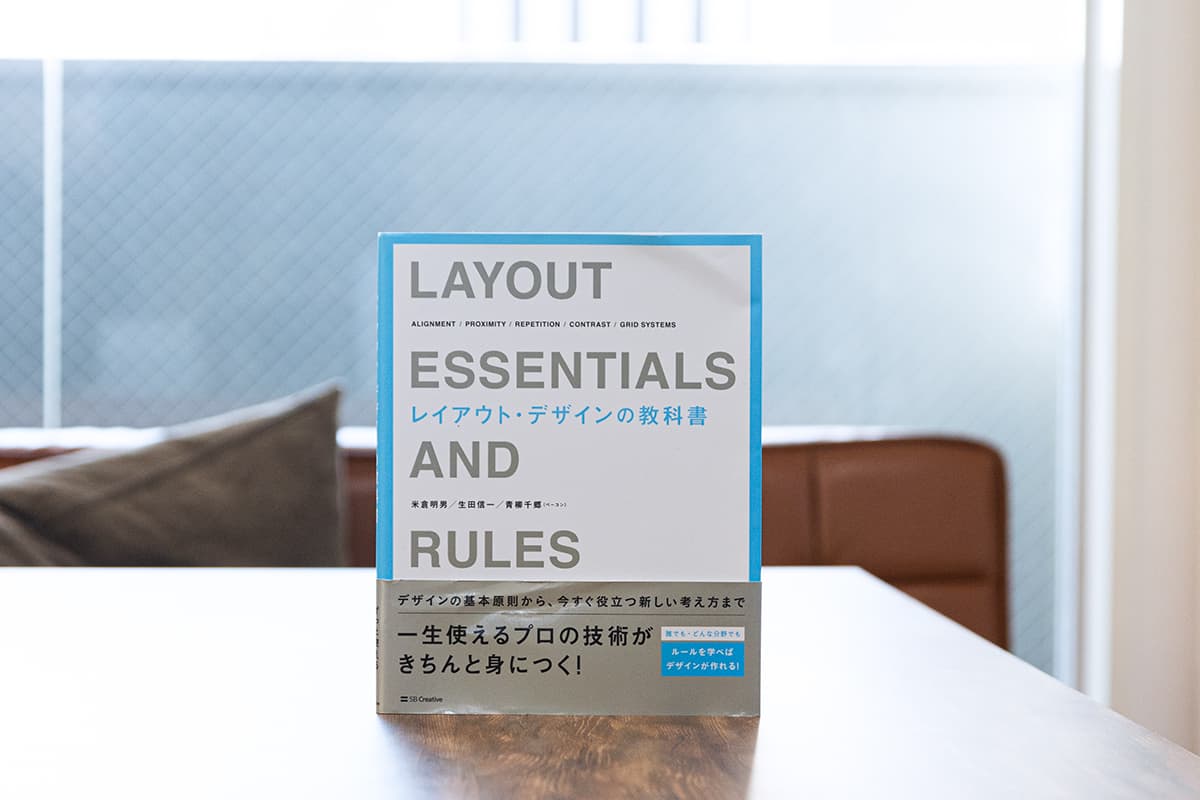 LAYOUT
ALIGNMENT / PROXIMITY / REPETITION / CONTRAST / GRID SYSTEMS
ESSENTIALS
レイアウト・デザインの教科書
AND
米倉明男／生田信一／青柳千郷(ベーコン)
RULES
デザインの基本原則から、今すぐ役立つ新しい考え方まで
一生使えるプロの技術が
きちんと身につく!
誰でも・どんな分野でも
ルールを学べば
デザインが作れる!
SB Creative